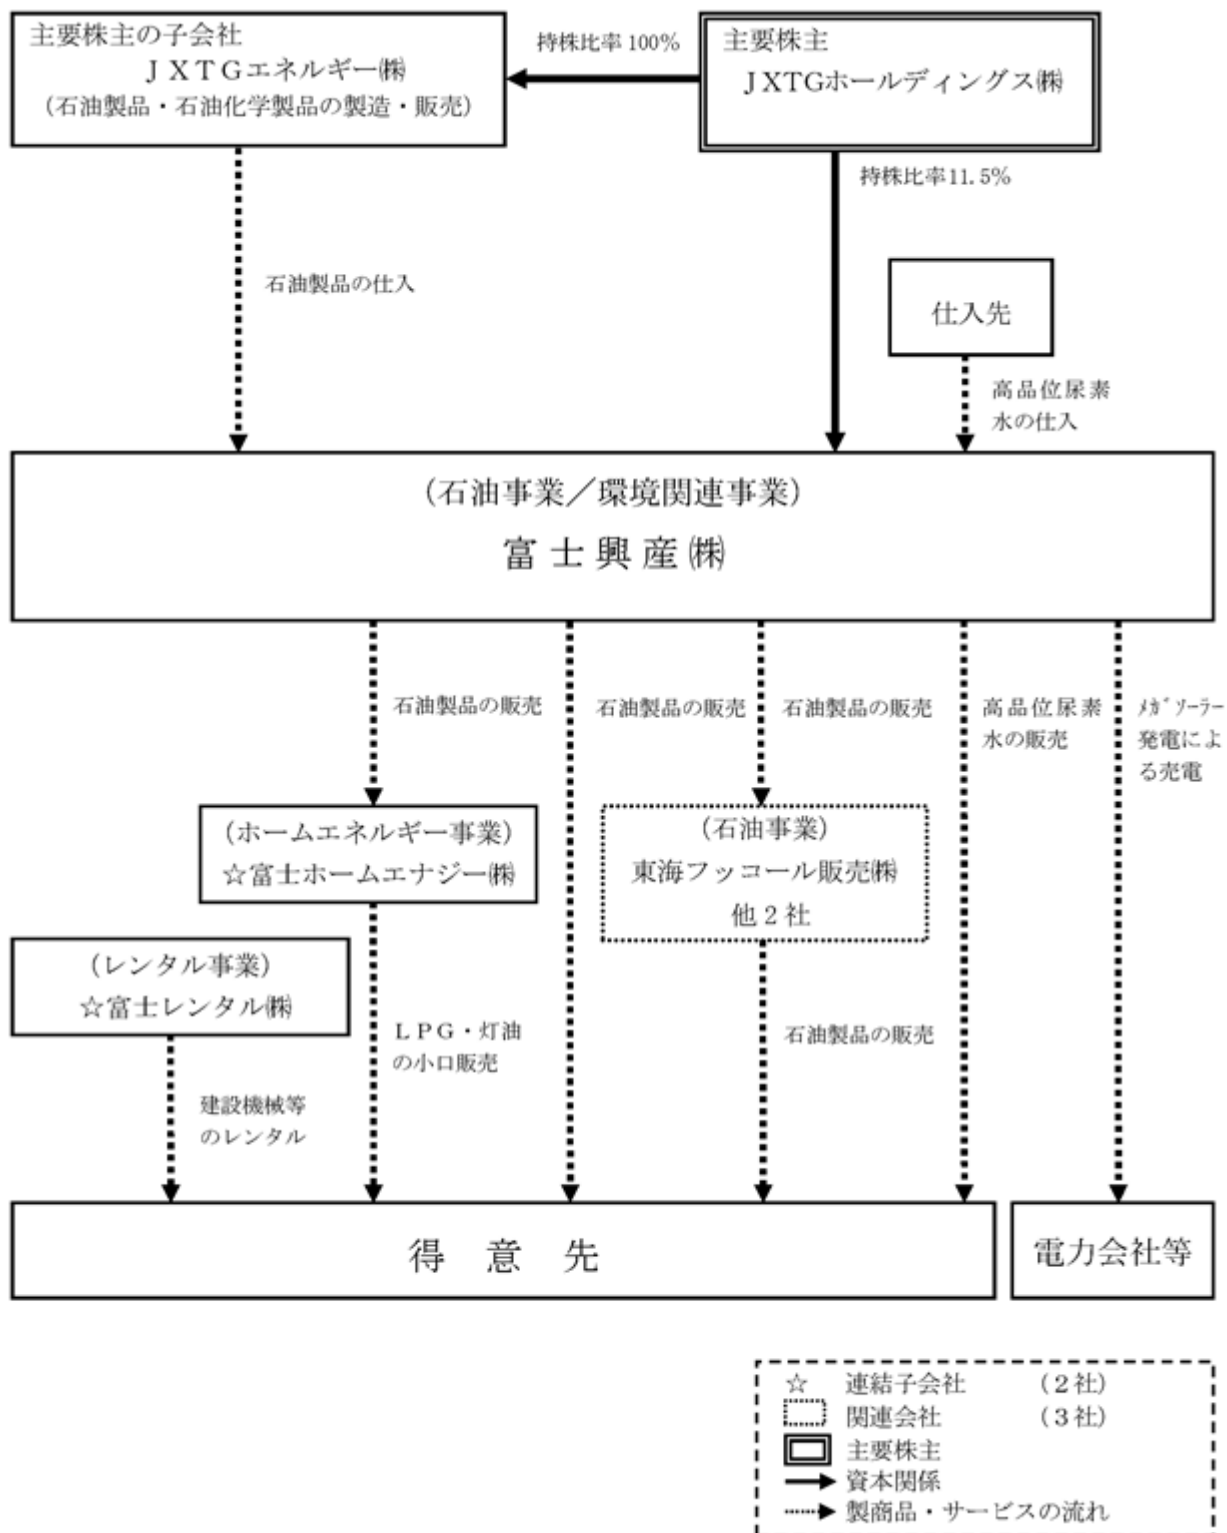 主要株主の子会社
ＪＸＴＧエネルギー㈱
(石油製品・石油化学製品の製造・販売)
持株比率 100%
主要株主
JXTGホールディングス㈱
持株比率11.5%
石油製品の仕入
仕入先
高品位尿素
水の仕入
(石油事業／環境関連事業)
富士興産㈱
石油製品の販売
石油製品の販売
石油製品の販売
高品位尿素
水の販売
ﾒｶﾞｿｰﾗｰ
発電によ
る売電
(ホームエネルギー事業)
☆富士ホームエナジー㈱
(石油事業)
東海フッコール販売㈱
他２社
(レンタル事業)
☆富士レンタル㈱
ＬＰＧ・灯油
の小口販売
石油製品の販売
建設機械等
のレンタル
得 意 先
電力会社等
☆ 連結子会社 (２社)
関連会社 (３社)
主要株主
資本関係
製商品・サービスの流れ